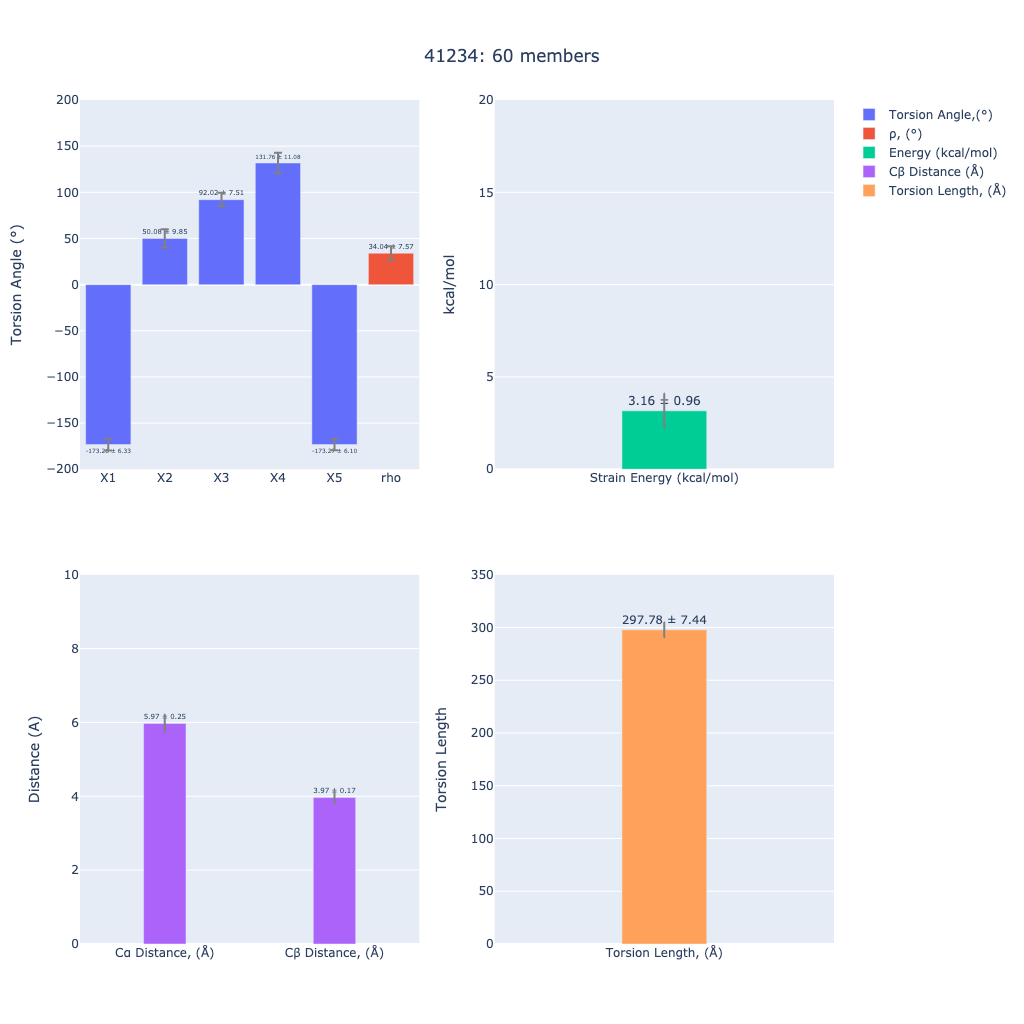 41234: 60 members
200
150
100
50
0
−50
−100
−150
−200
Torsion Angle (°)
50.08 ± 9.85
92.02 ± 7.51
131.76 ± 11.08
34.04 ± 7.57
± 6.33
± 6.10
X1 X2 X3 X4 X5 rho
20
15
10
5
0
kcal/mol
3.16 ± 0.96
Strain Energy (kcal/mol)
Torsion Angle,(°)
ρ, (°)
Energy (kcal/mol)
Cβ Distance (Å)
Torsion Length, (Å)
10
8
6
4
2
0
Distance (A)
5.97 ± 0.25
3.97 ± 0.17
Cα Distance, (Å) Cβ Distance, (Å)
350
300
250
200
150
100
50
0
Torsion Length
297.78 ± 7.44
Torsion Length, (Å)